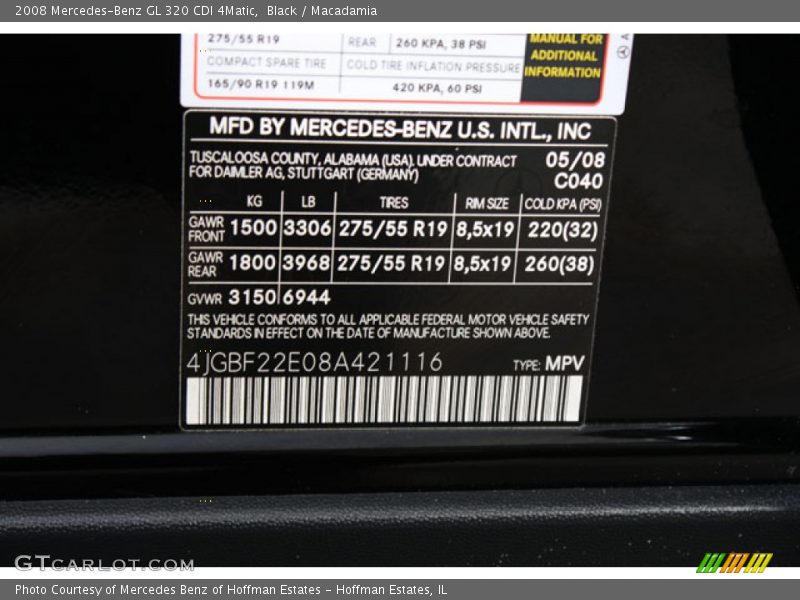 2008 Mercedes-Benz GL 320 CDI 4Matic, Black / Macadamia
275/55 R19 REAR 260 KPA, 38 PSI
COMPACT SPARE TIRE COLD TIRE INFLATION PRESSURE
165/90 R19 119M 420 KPA, 60 PSI
MANUAL FOR
ADDITIONAL
INFORMATION
MFD BY MERCEDES-BENZ U.S. INTL., INC
TUSCALOOSA COUNTY, ALABAMA (USA), UNDER CONTRACT 05/08
FOR DAIMLER AG, STUTTGART (GERMANY) C040
KG LB TIRES RIM SIZE COLD KPA (PSI)
GAWR FRONT 1500 3306 275/55 R19 8,5x19 220(32)
GAWR REAR 1800 3968 275/55 R19 8,5x19 260(38)
GVWR 3150 6944
THIS VEHICLE CONFORMS TO ALL APPLICABLE FEDERAL MOTOR VEHICLE SAFETY
STANDARDS IN EFFECT ON THE DATE OF MANUFACTURE SHOWN ABOVE.
4JGBF22E08A421116 TYPE: MPV
GTCARLOT.COM
Photo Courtesy of Mercedes Benz of Hoffman Estates - Hoffman Estates, IL